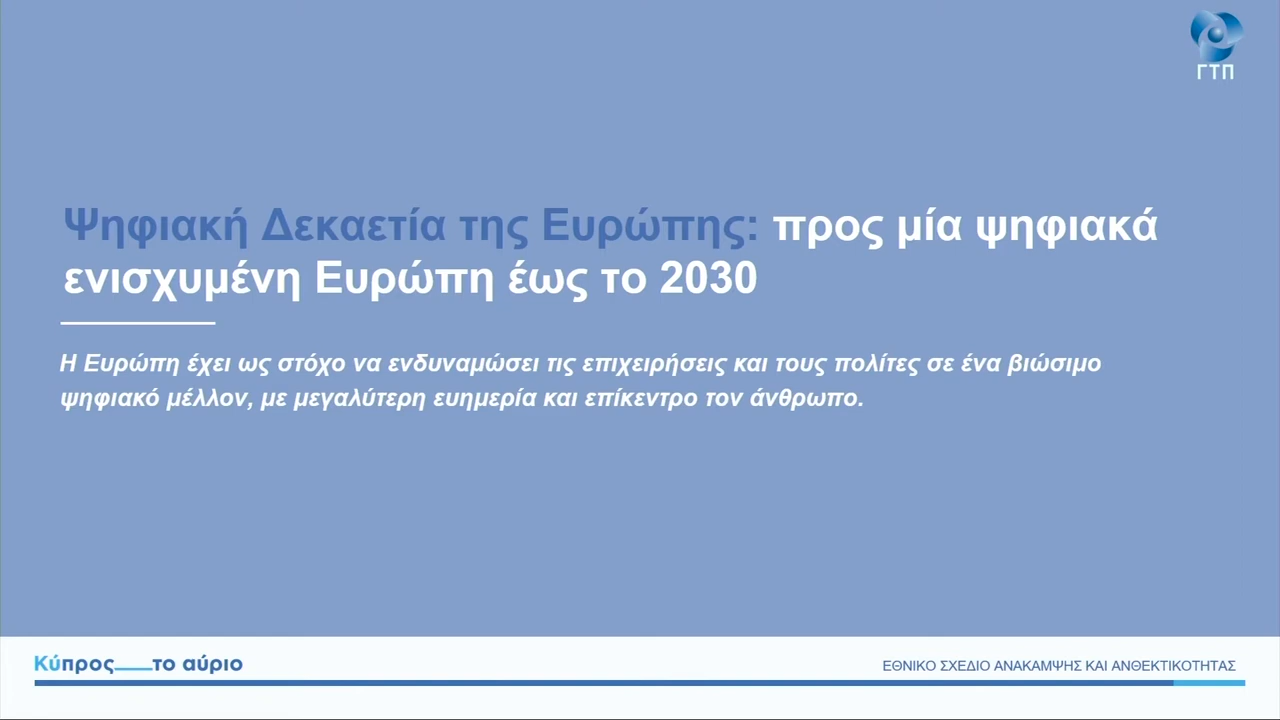 ΓΤΠ
Ψηφιακή Δεκαετία της Ευρώπης: προς μία ψηφιακά
ενισχυμένη Ευρώπη έως το 2030
Η Ευρώπη έχει ως στόχο να ενδυναμώσει τις επιχειρήσεις και τους πολίτες σε ένα βιώσιμο
ψηφιακό μέλλον, με μεγαλύτερη ευημερία και επίκεντρο τον άνθρωπο.
Κύπρος___το αύριο
ΕΘΝΙΚΟ ΣΧΕΔΙΟ ΑΝΑΚΑΜΨΗΣ ΚΑΙ ΑΝΘΕΚΤΙΚΟΤΗΤΑΣ